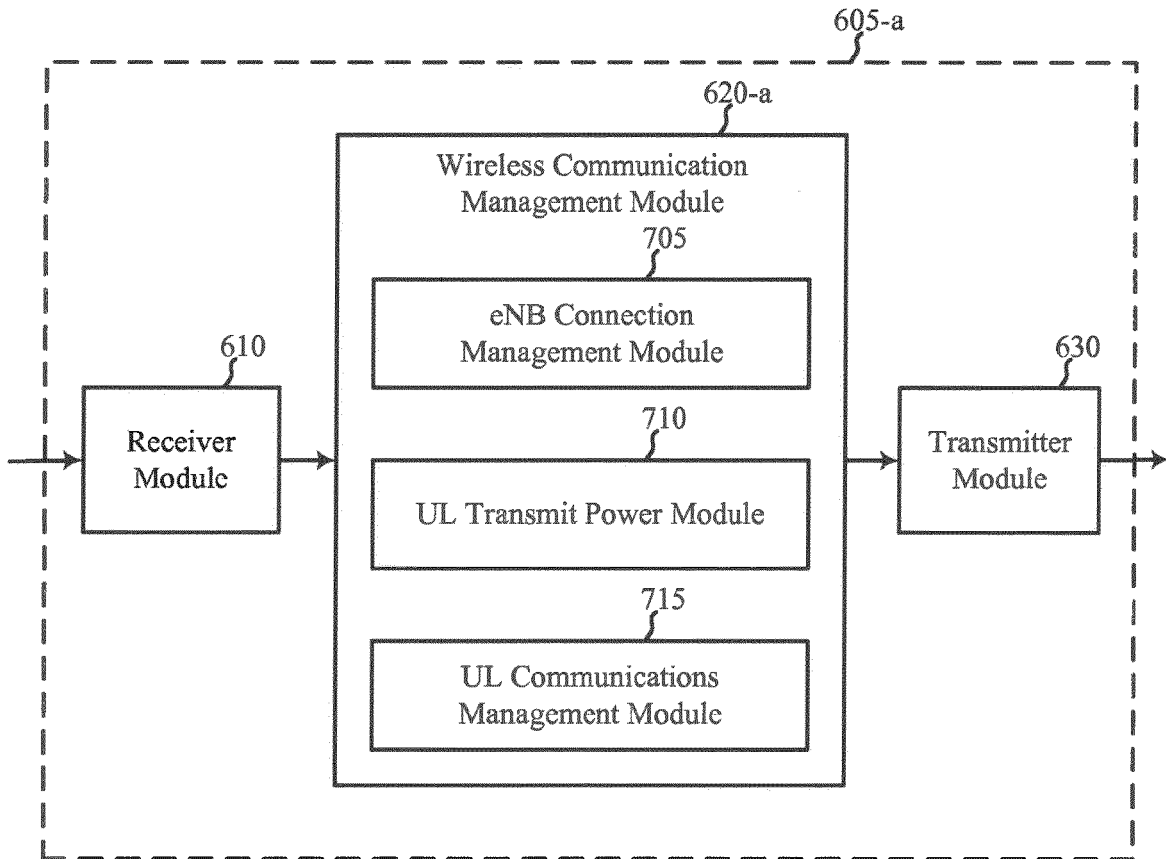 605-a
620-a
Wireless Communication
Management Module
705
eNB Connection
Management Module
610
Receiver
Module
630
Transmitter
Module
710
UL Transmit Power Module
715
UL Communications
Management Module